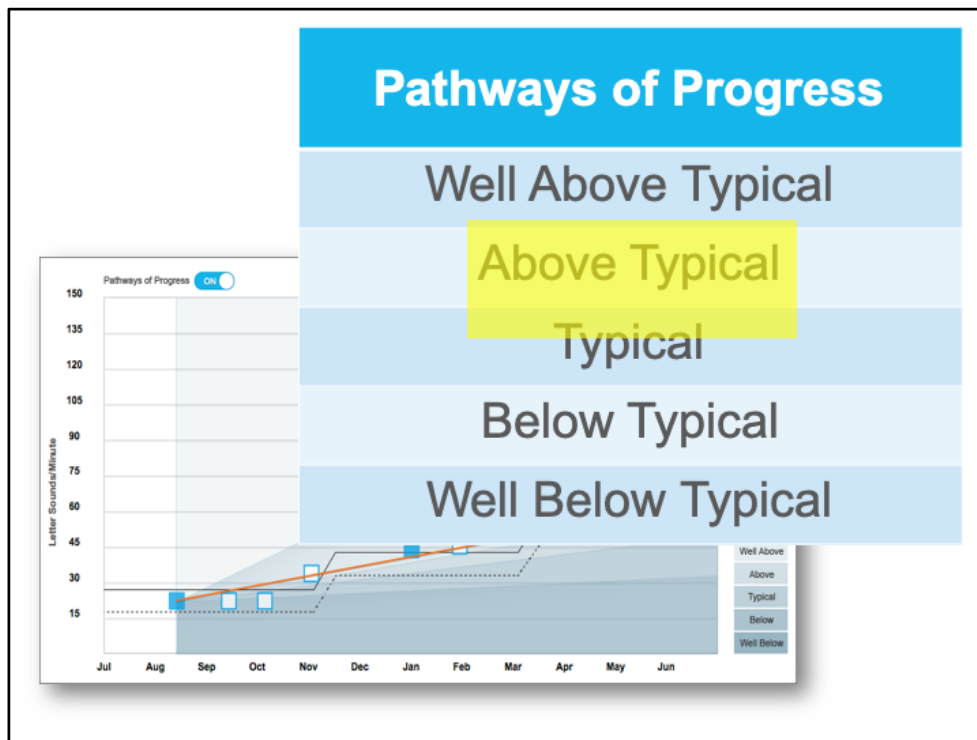 Pathways of Progress
Well Above Typical
Above Typical
Typical
Below Typical
Well Below Typical
Pathways of Progress ON
150
135
120
105
90
75
60
45
30
15
Letter Sounds/Minute
Jul Aug Sep Oct Nov Dec Jan Feb Mar Apr May Jun
Well Above
Above
Typical
Below
Well Below